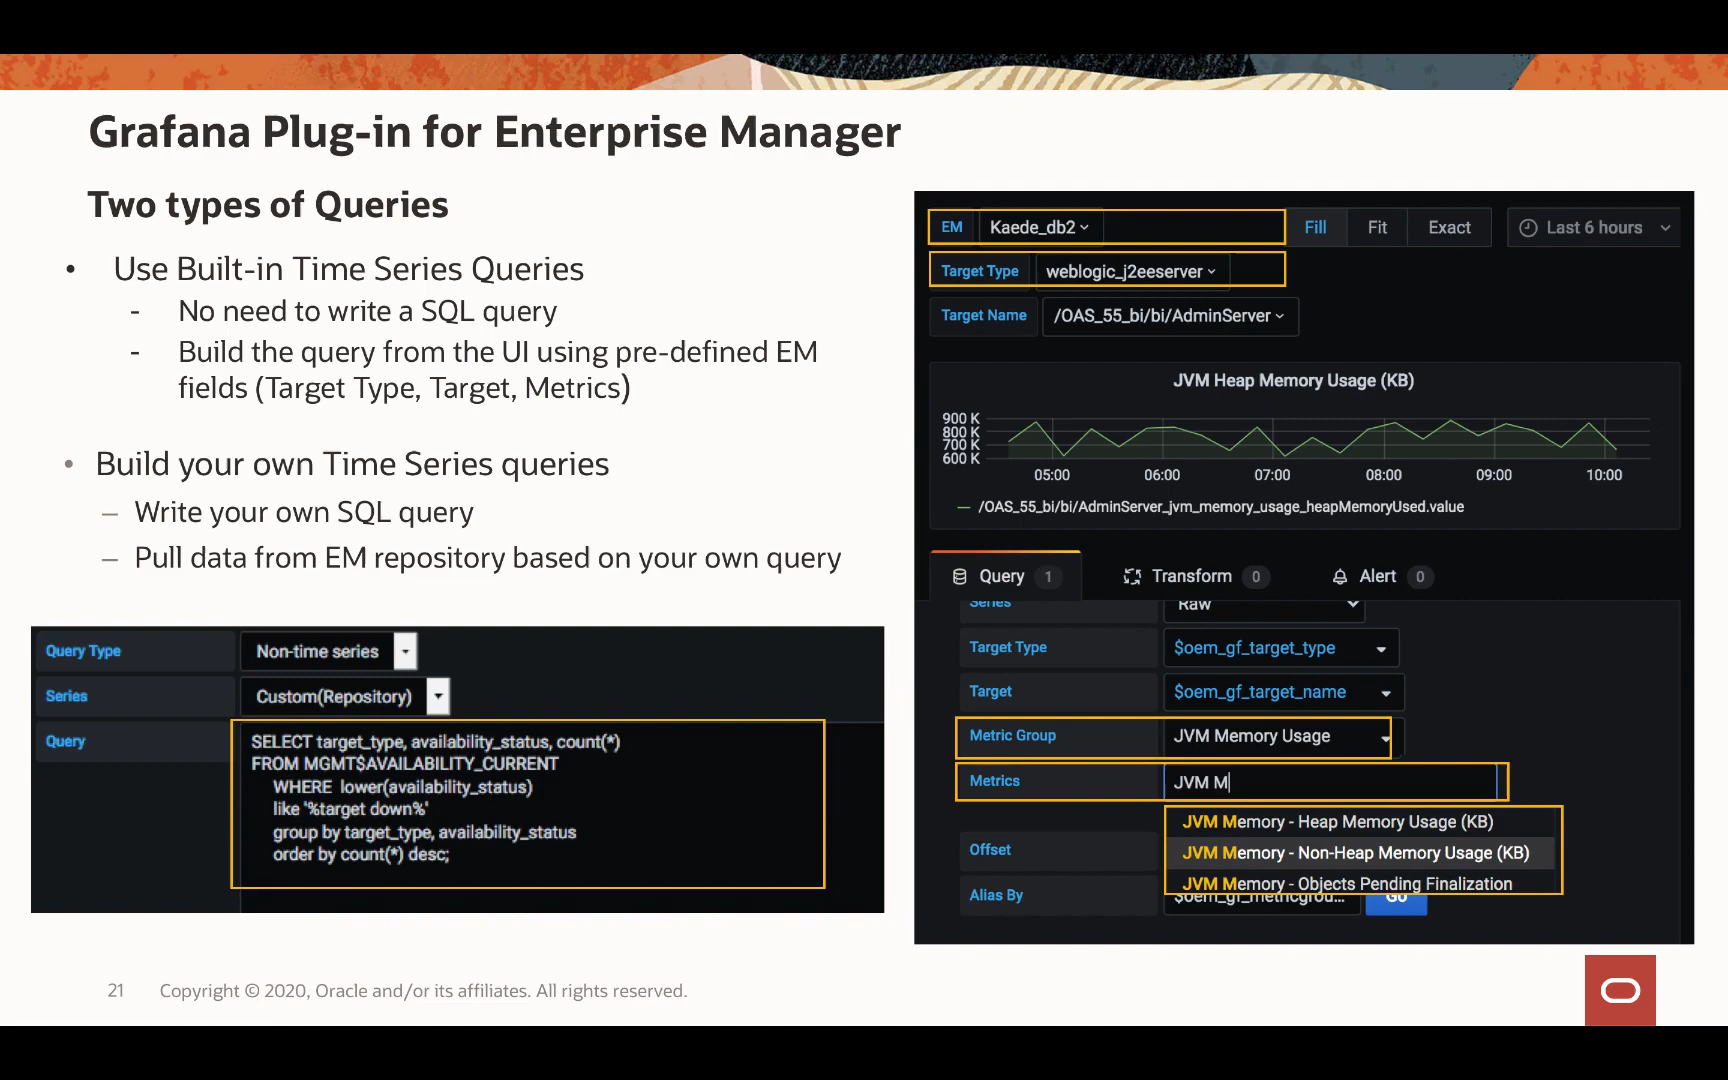 Grafana Plug-in for Enterprise Manager
Two types of Queries
• Use Built-in Time Series Queries
- No need to write a SQL query
- Build the query from the UI using pre-defined EM
fields (Target Type, Target, Metrics)
• Build your own Time Series queries
– Write your own SQL query
– Pull data from EM repository based on your own query
Query Type Non-time series
Series Custom(Repository)
Query
SELECT target_type, availability_status, count(*)
FROM MGMT$AVAILABILITY_CURRENT
WHERE lower(availability_status)
like '%target down%'
group by target_type, availability_status
order by count(*) desc;
EM Kaede_db2 Fill Fit Exact Last 6 hours
Target Type weblogic_j2eeserver
Target Name /OAS_55_bi/bi/AdminServer
JVM Heap Memory Usage (KB)
900 K
800 K
700 K
600 K
05:00 06:00 07:00 08:00 09:00 10:00
/OAS_55_bi/bi/AdminServer_jvm_memory_usage_heapMemoryUsed.value
Query 1 Transform 0 Alert 0
Series Raw
Target Type $oem_gf_target_type
Target $oem_gf_target_name
Metric Group JVM Memory Usage
Metrics JVM M
JVM Memory - Heap Memory Usage (KB)
Offset JVM Memory - Non-Heap Memory Usage (KB)
JVM Memory - Objects Pending Finalization
Alias By $oem_gf_metricgrou... Go
21 Copyright © 2020, Oracle and/or its affiliates. All rights reserved.